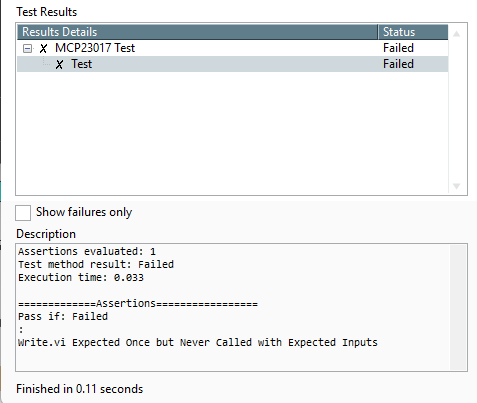 Test Results
Results Details Status
MCP23017 Test Failed
Test Failed
Show failures only
Description
Assertions evaluated: 1
Test method result: Failed
Execution time: 0.033
=============Assertions=================
Pass if: Failed
:
Write.vi Expected Once but Never Called with Expected Inputs
Finished in 0.11 seconds